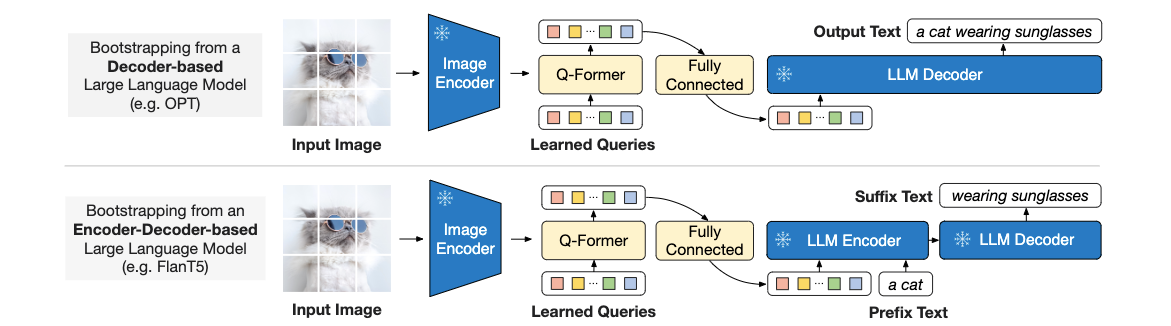 Bootstrapping from a
Decoder-based
Large Language Model
(e.g. OPT)
Input Image
Image
Encoder
Q-Former
Learned Queries
Fully
Connected
Output Text
a cat wearing sunglasses
LLM Decoder
Bootstrapping from an
Encoder-Decoder-based
Large Language Model
(e.g. FlanT5)
Input Image
Image
Encoder
Q-Former
Learned Queries
Fully
Connected
Suffix Text
wearing sunglasses
LLM Encoder
LLM Decoder
a cat
Prefix Text